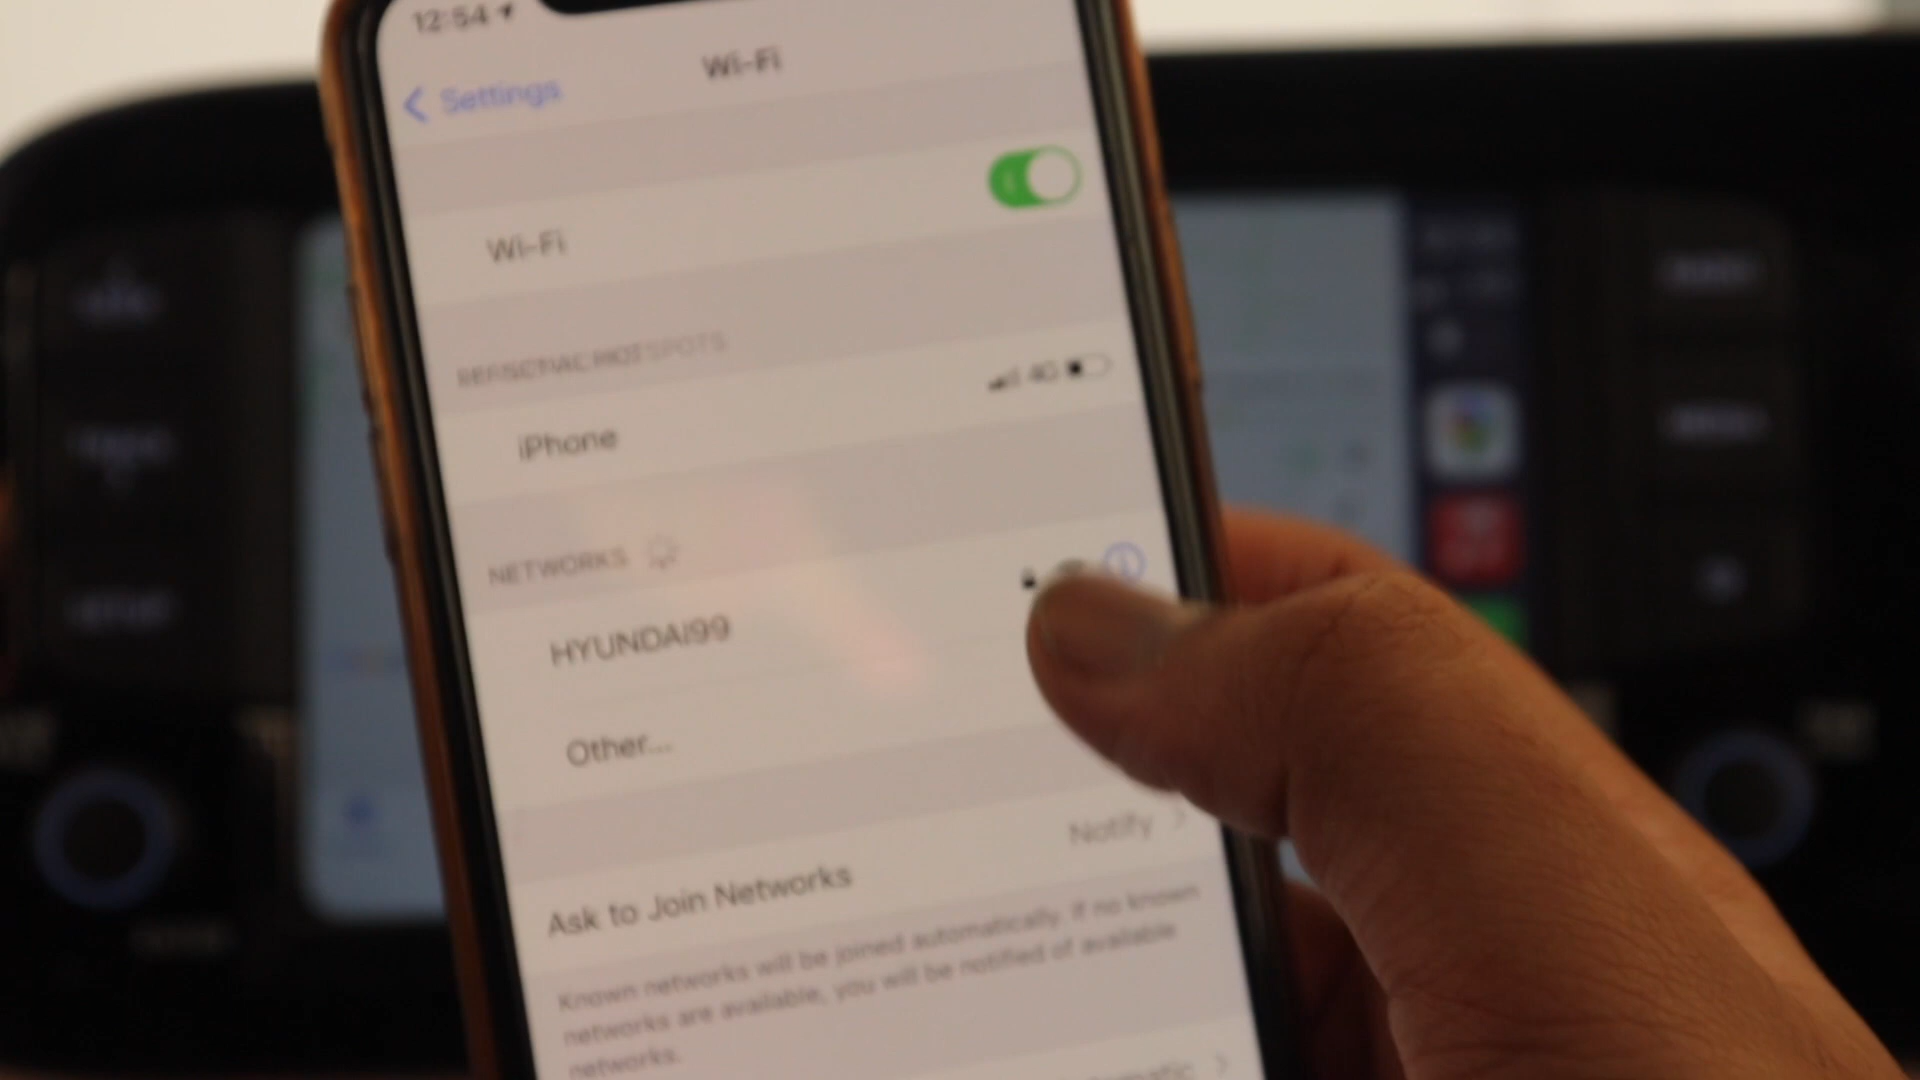 12:54
Settings
Wi-Fi
Wi-Fi
PERSONAL HOTSPOTS
iPhone
4G
NETWORKS
HYUNDAI99
Other...
Ask to Join Networks
Notify
Known networks will be joined automatically. If no known
networks are available, you will be notified of available
networks.